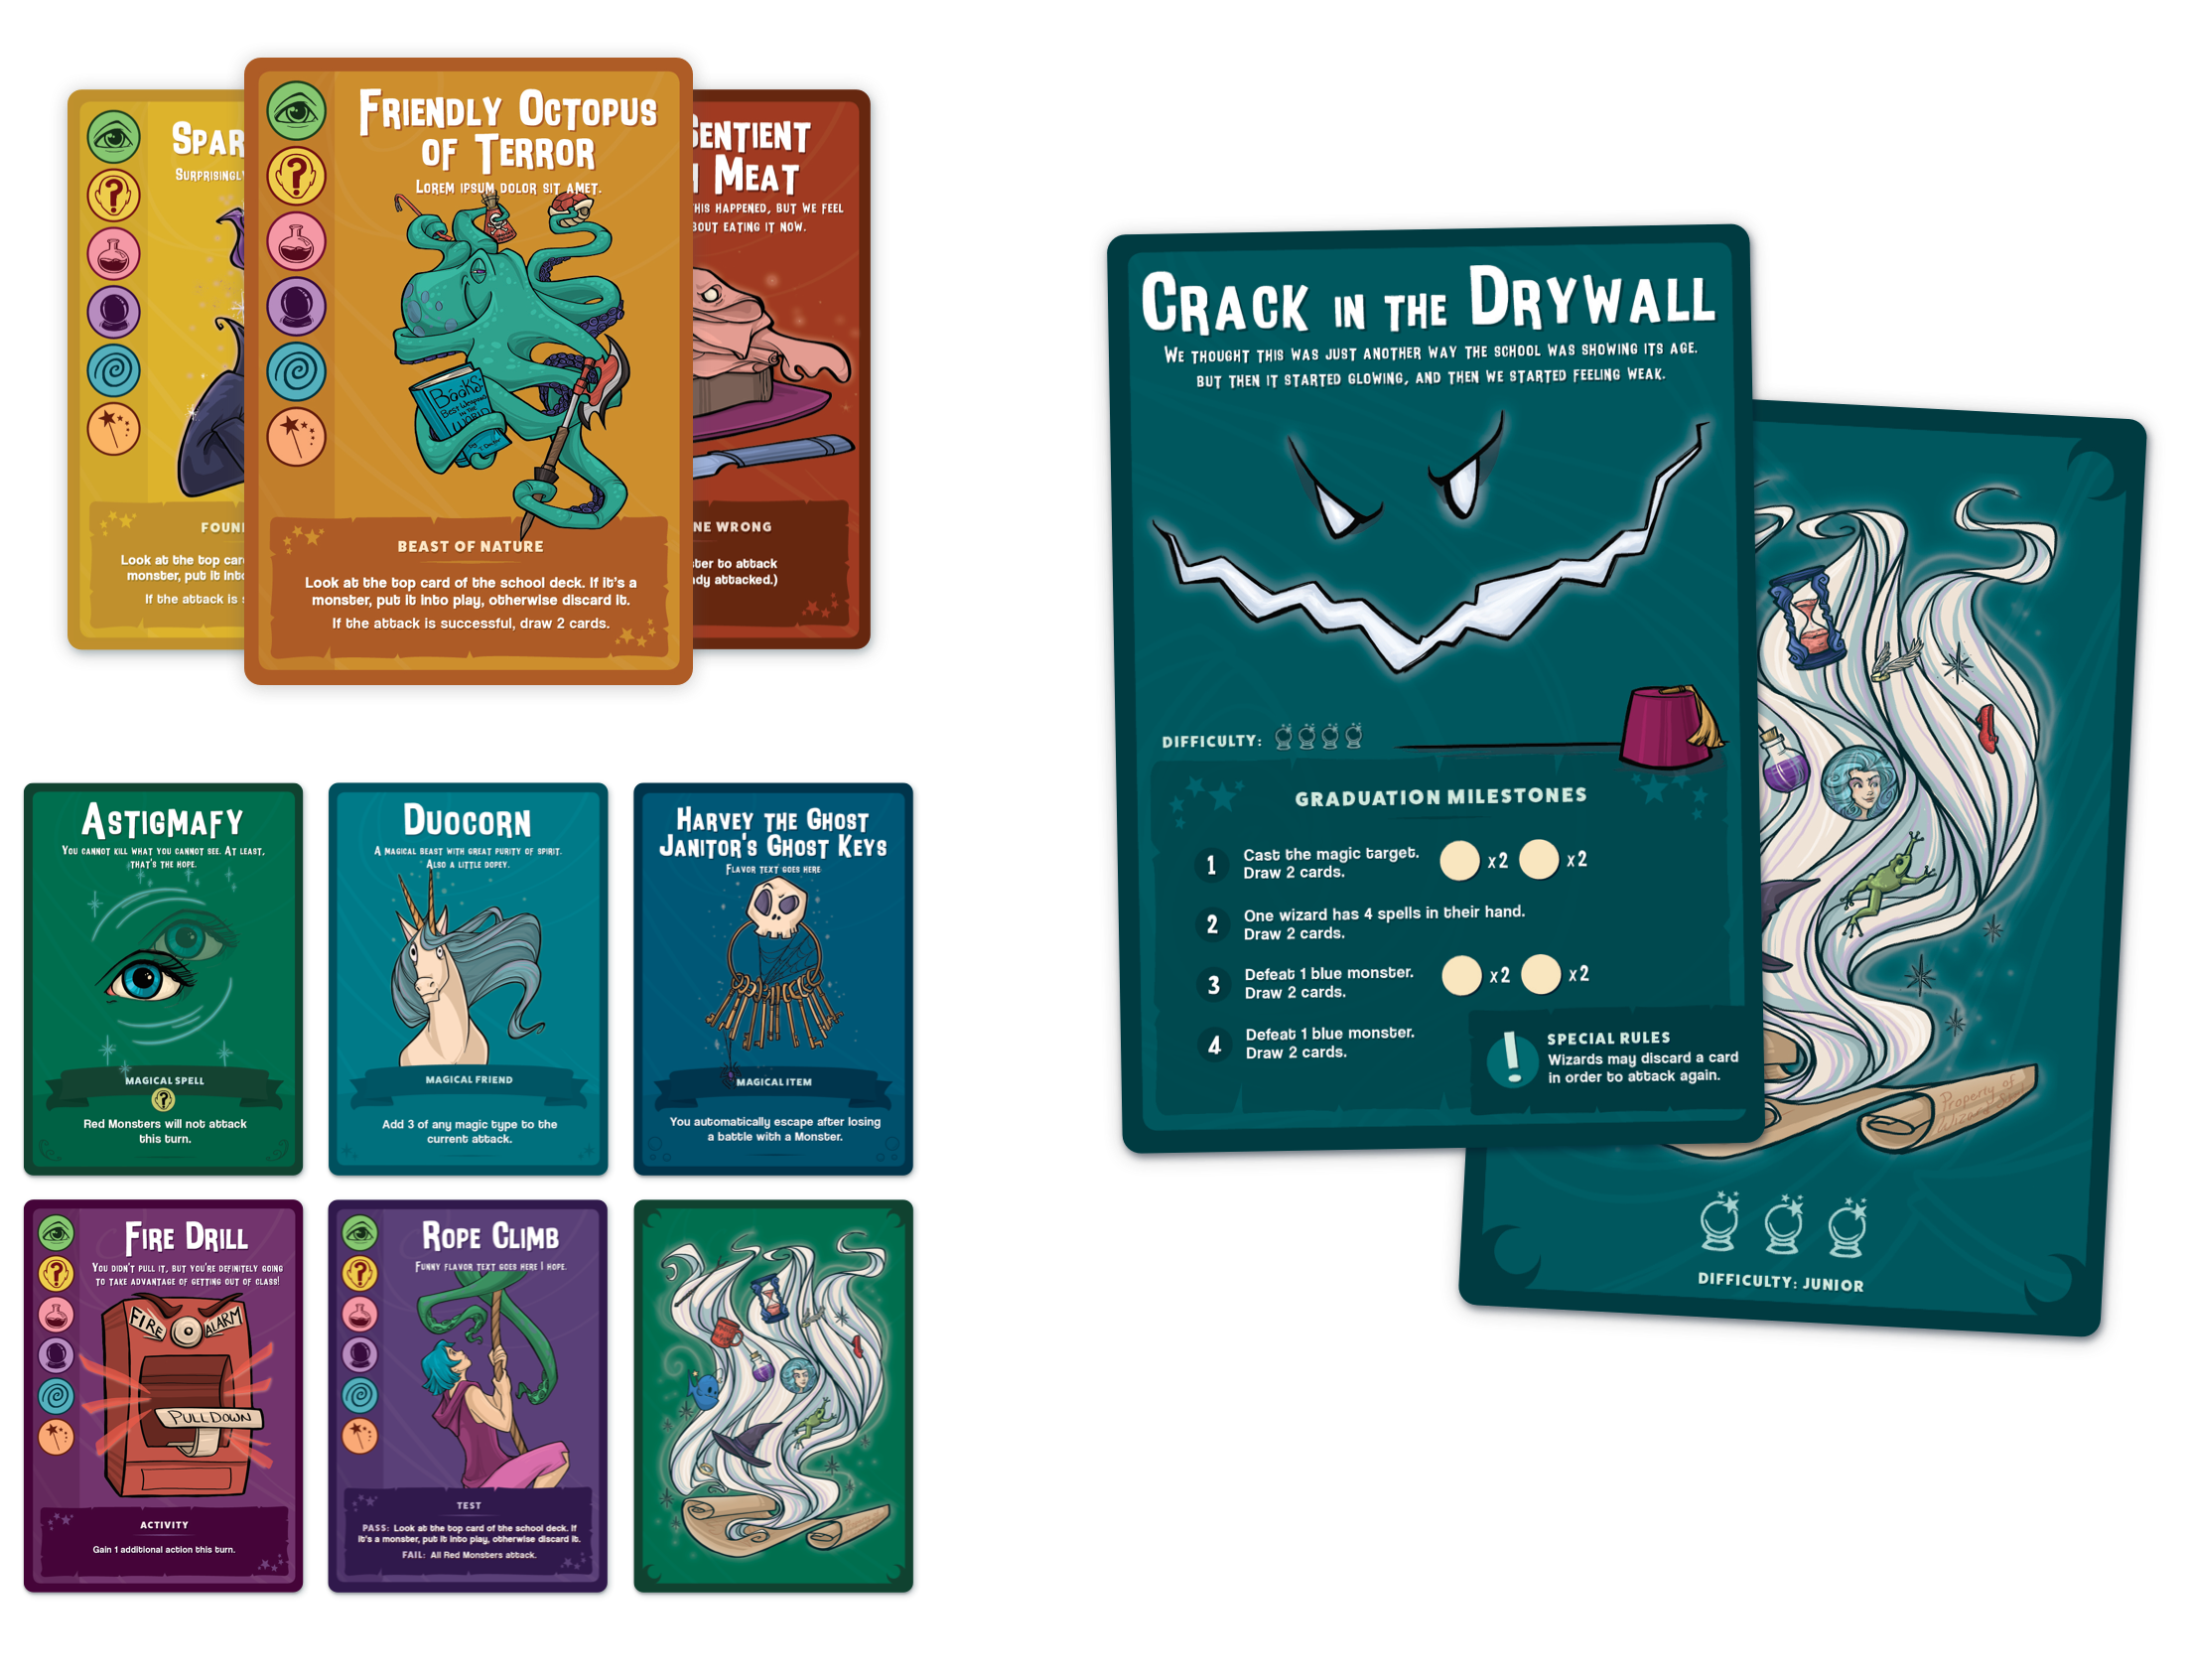 SPAR
SURPRISINGLY
FOUN
Look at the top car
monster, put it into
If the attack is
FRIENDLY OCTOPUS
OF TERROR
LOREM IPSUM DOLOR SIT AMET.
Books:
Best Weapons
in the
WORLD
BEAST OF NATURE
Look at the top card of the school deck. If it's a
monster, put it into play, otherwise discard it.
If the attack is successful, draw 2 cards.
SENTIENT
MEAT
THIS HAPPENED, BUT WE FEEL
BOUT EATING IT NOW.
NE WRONG
ster to attack
ady attacked.)
CRACK IN THE DRYWALL
WE THOUGHT THIS WAS JUST ANOTHER WAY THE SCHOOL WAS SHOWING ITS AGE.
BUT THEN IT STARTED GLOWING, AND THEN WE STARTED FEELING WEAK.
DIFFICULTY:
GRADUATION MILESTONES
1 Cast the magic target. x2 x2
Draw 2 cards.
2 One wizard has 4 spells in their hand.
Draw 2 cards.
3 Defeat 1 blue monster. x2 x2
Draw 2 cards.
4 Defeat 1 blue monster.
Draw 2 cards.
! SPECIAL RULES
Wizards may discard a card
in order to attack again.
Property of
DIFFICULTY: JUNIOR
ASTIGMAFY
YOU CANNOT KILL WHAT YOU CANNOT SEE. AT LEAST,
THAT'S THE HOPE.
MAGICAL SPELL
?
Red Monsters will not attack
this turn.
DUOCORN
A MAGICAL BEAST WITH GREAT PURITY OF SPIRIT.
ALSO A LITTLE DOPEY.
MAGICAL FRIEND
Add 3 of any magic type to the
current attack.
HARVEY THE GHOST
JANITOR'S GHOST KEYS
FLAVOR TEXT GOES HERE
MAGICAL ITEM
You automatically escape after losing
a battle with a Monster.
FIRE DRILL
YOU DIDN'T PULL IT, BUT YOU'RE DEFINITELY GOING
TO TAKE ADVANTAGE OF GETTING OUT OF CLASS!
FIRE ALARM
PULL DOWN
ACTIVITY
Gain 1 additional action this turn.
ROPE CLIMB
FUNNY FLAVOR TEXT GOES HERE I HOPE.
TEST
PASS: Look at the top card of the school deck. If
it's a monster, put it into play, otherwise discard it.
FAIL: All Red Monsters attack.